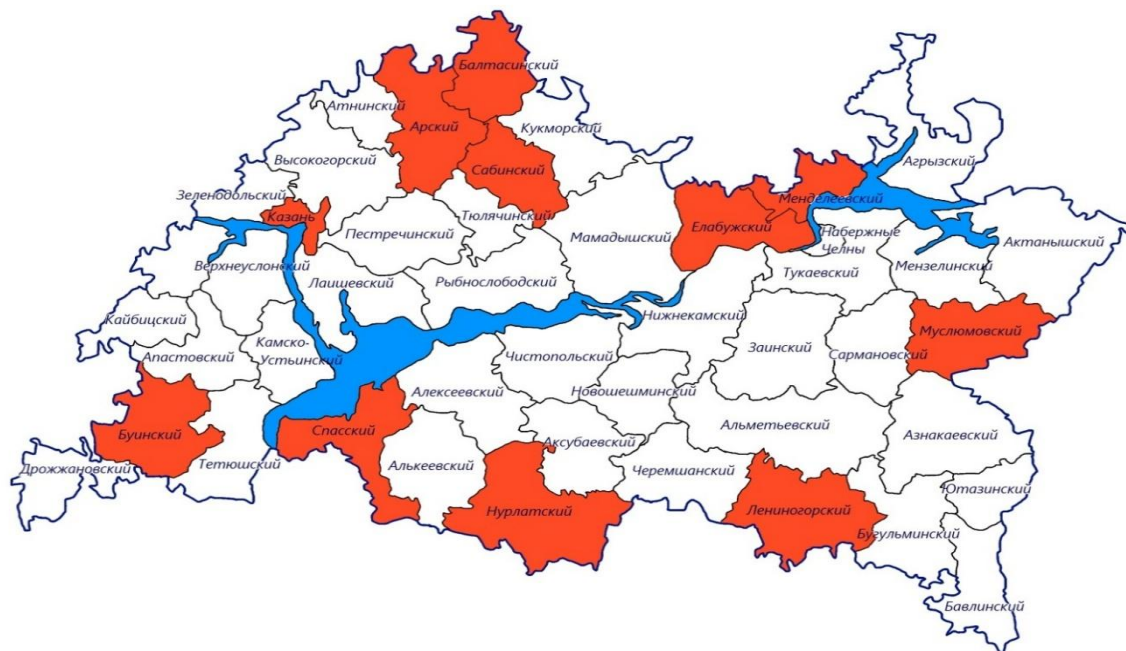 Балтасинский
Атнинский
Арский
Кукморский
Высокогорский
Сабинский
Агрызский
Зеленодольский
Казань
Тюлячинский
Менделеевский
Пестречинский
Мамадышский
Елабужский
Набержные
Челны
Актанышский
Верхнеуслонский
Лаишевский
Рыбнослободский
Тукаевский
Мензелинский
Кайбицкий
Нижнекамский
Муслюмовский
Апастовский
Камско-
Устьинский
Чистопольский
Заинский
Сармановский
Алексеевский
Новошешминский
Буинский
Спасский
Аксубаевский
Альметьевский
Азнакаевский
Дрожжановский
Тетюшский
Алькеевский
Черемшанский
Ютазинский
Нурлатский
Лениногорский
Бугульминский
Бавлинский